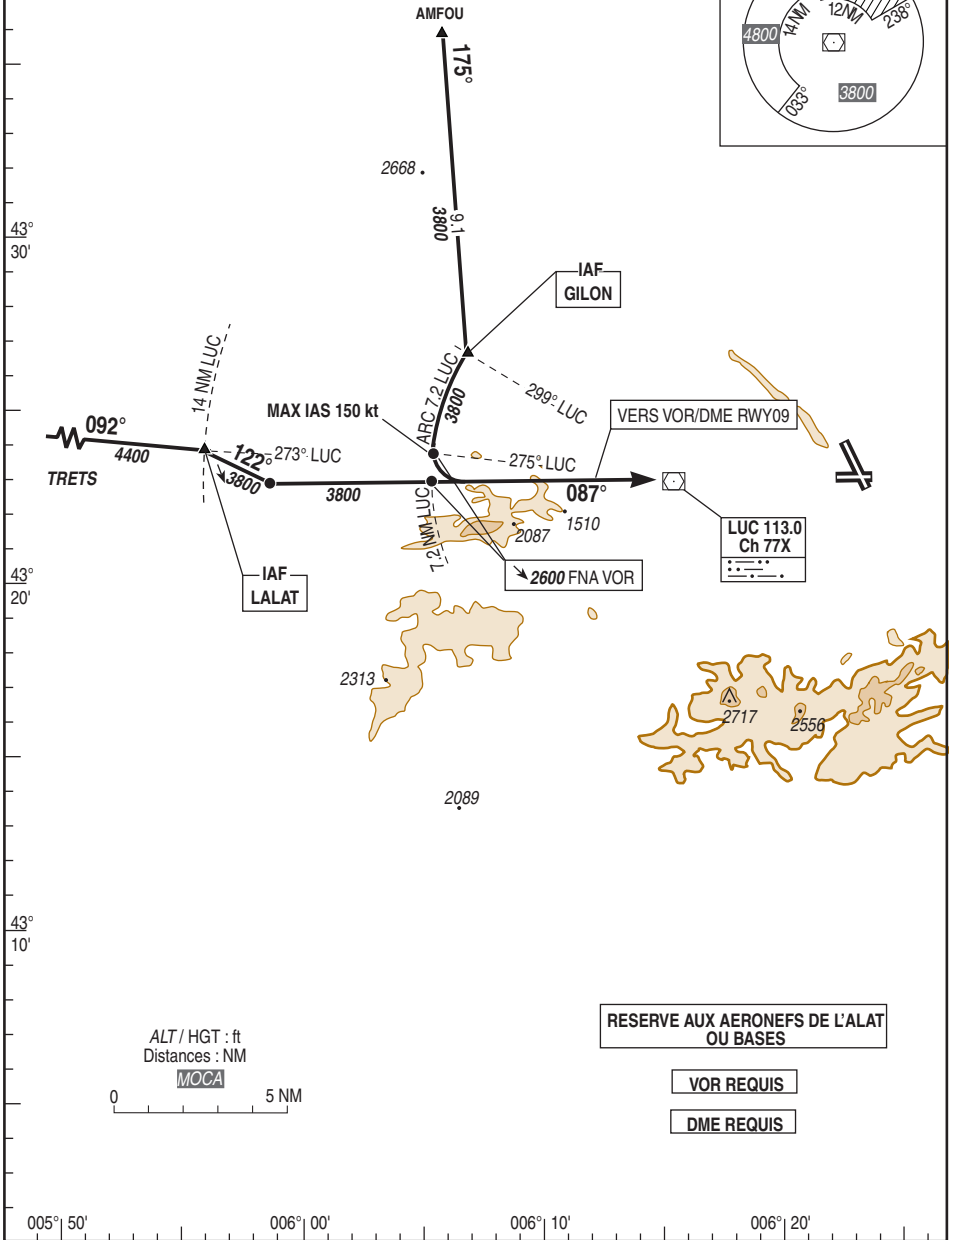 AMFOU
175°
4800
14 NM
12NM
238°
3800
033°
2668
9.1
3800
43°
30'
IAF
GILON
14 NM LUC
ARC 7.2 LUC
3800
299° LUC
MAX IAS 150 kt
VERS VOR/DME RWY09
092°
4400
TRETS
122°
273° LUC
3800
275° LUC
3800
087°
7.2 NM LUC
1510
2087
LUC 113.0
Ch 77X
2600 FNA VOR
IAF
LALAT
43°
20'
2313
2717
2556
2089
43°
10'
RESERVE AUX AERONEFS DE L'ALAT
OU BASES
ALT / HGT : ft
Distances : NM
MOCA
0 5 NM
VOR REQUIS
DME REQUIS
005° 50' 006° 00' 006° 10' 006° 20'